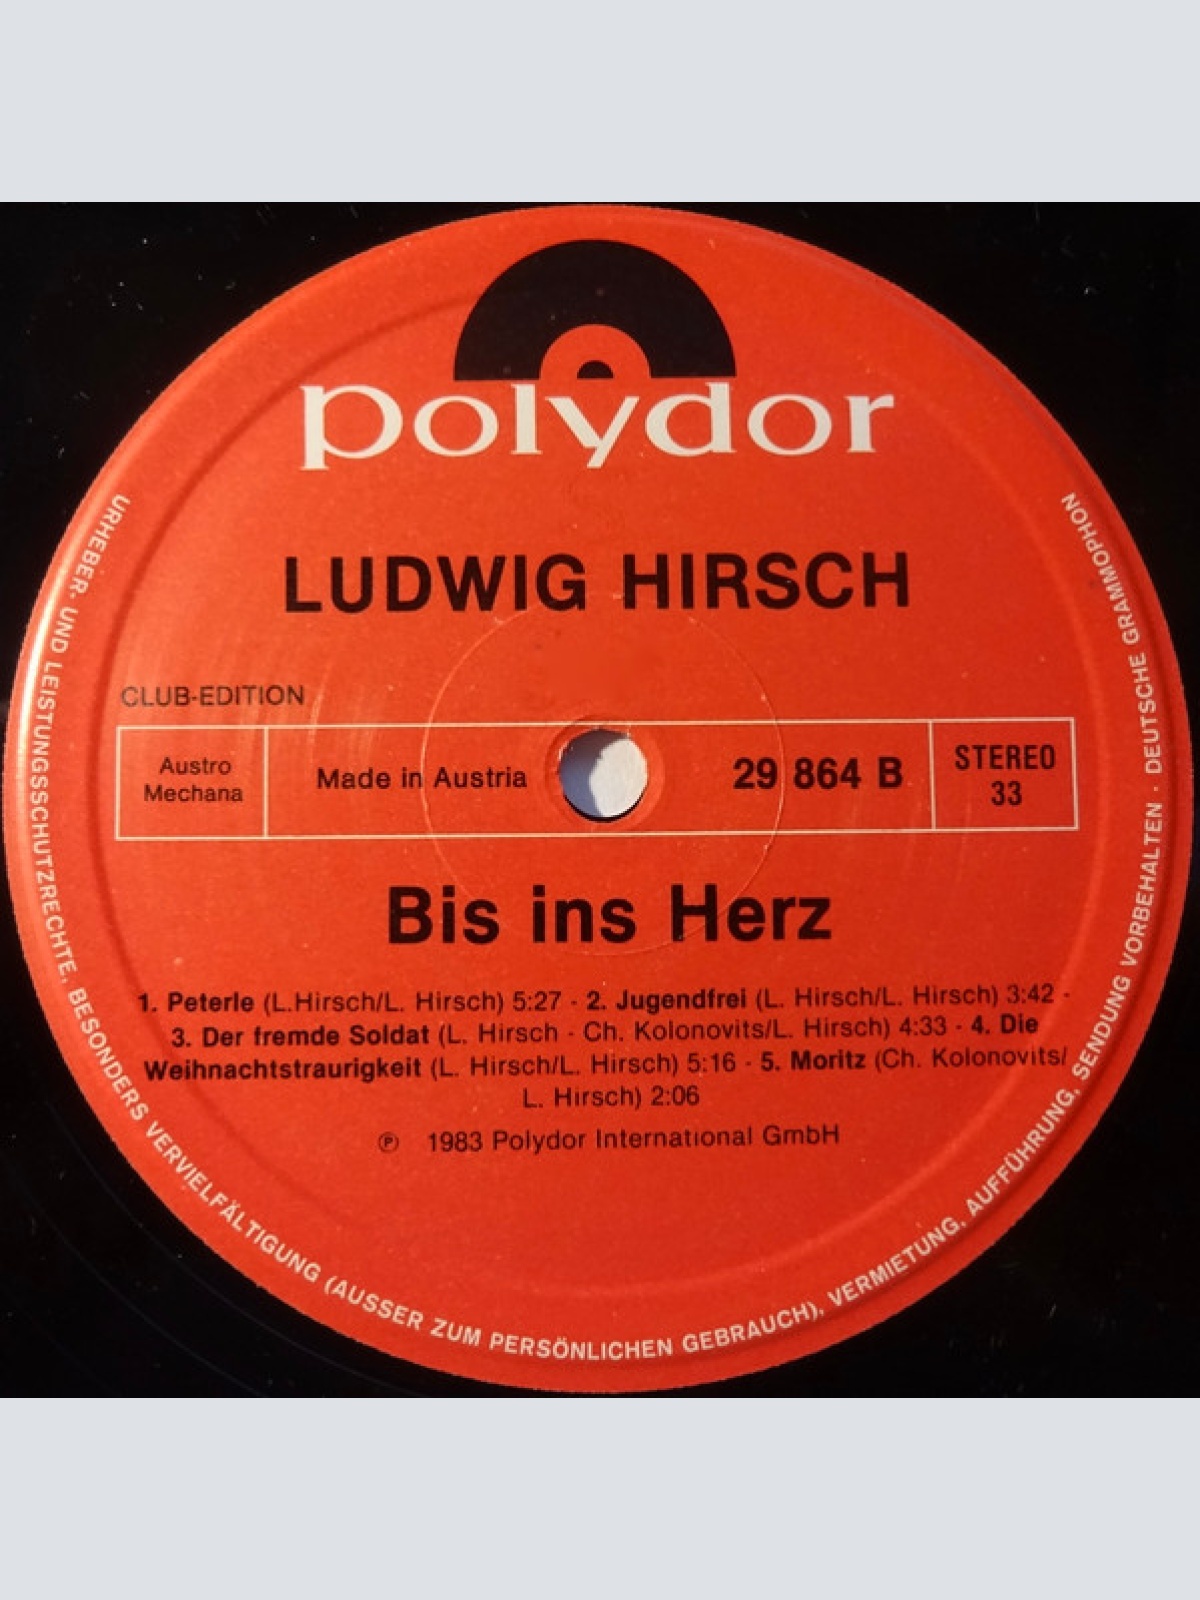 polydor
LUDWIG HIRSCH
CLUB-EDITION
Austro
Mechana
Made in Austria
29 864 B
STEREO
33
Bis ins Herz
1. Peterle (L.Hirsch/L. Hirsch) 5:27 - 2. Jugendfrei (L. Hirsch/L. Hirsch) 3:42 -
3. Der fremde Soldat (L. Hirsch - Ch. Kolonovits/L. Hirsch) 4:33 - 4. Die
Weihnachtstraurigkeit (L. Hirsch/L. Hirsch) 5:16 - 5. Moritz (Ch. Kolonovits/
L. Hirsch) 2:06
℗ 1983 Polydor International GmbH
URHEBER- UND LEISTUNGSSCHUTZRECHTE, BESONDERS VERVIELFÄLTIGUNG (AUSSER ZUM PERSÖNLICHEN GEBRAUCH), VERMIETUNG, AUFFÜHRUNG, SENDUNG VORBEHALTEN · DEUTSCHE GRAMMOPHON